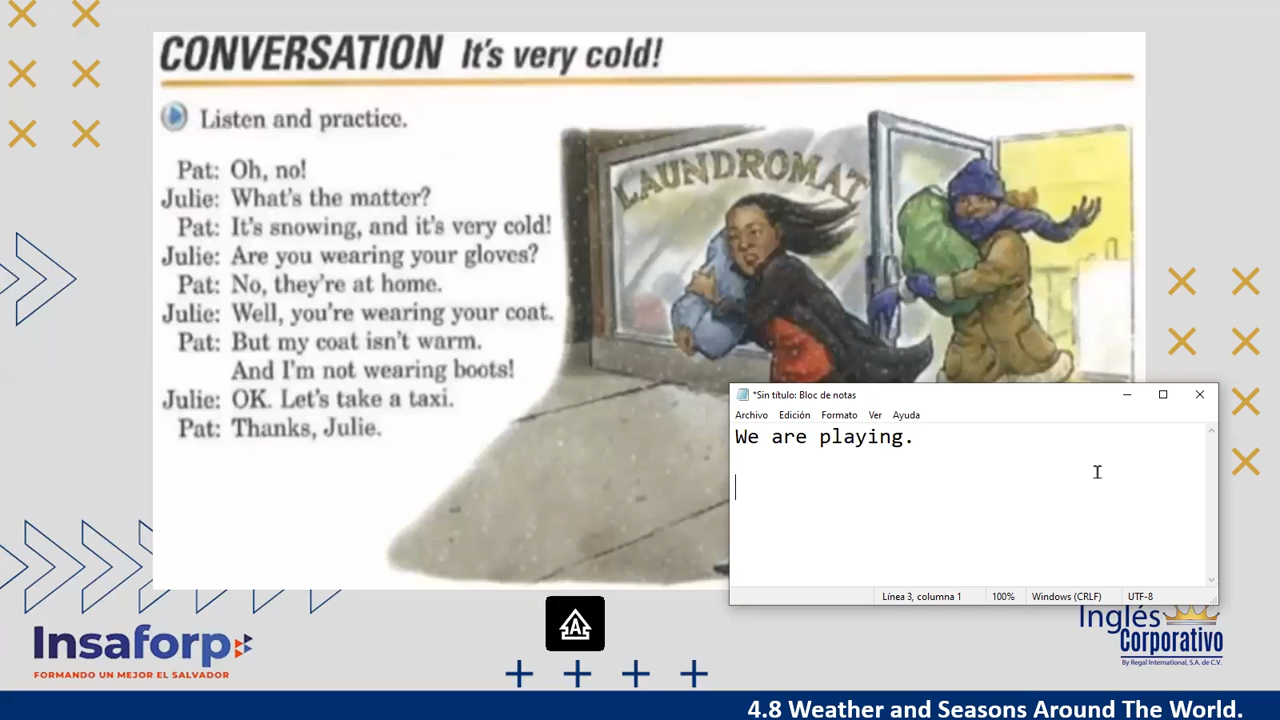 CONVERSATION It's very cold!
Listen and practice.
Pat: Oh, no!
Julie: What's the matter?
Pat: It's snowing, and it's very cold!
Julie: Are you wearing your gloves?
Pat: No, they're at home.
Julie: Well, you're wearing your coat.
Pat: But my coat isn't warm.
And I'm not wearing boots!
Julie: OK. Let's take a taxi.
Pat: Thanks, Julie.
LAUNDROMAT
*Sin título: Bloc de notas
Archivo Edición Formato Ver Ayuda
We are playing.
Línea 3, columna 1 100% Windows (CRLF) UTF-8
A
Insaforp
FORMANDO UN MEJOR EL SALVADOR
Inglés
Corporativo
By Regal International, S.A. de C.V.
4.8 Weather and Seasons Around The World.